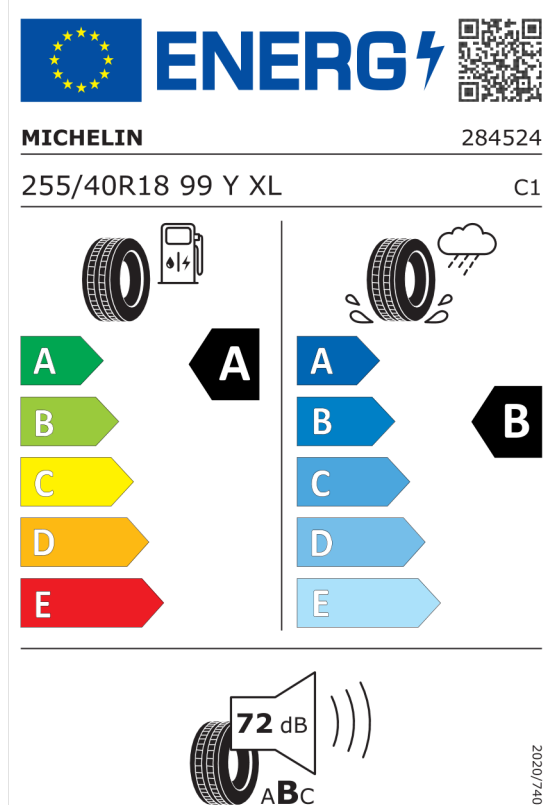 ENERG
MICHELIN 284524
255/40R18 99 Y XL C1
A A A
B B B
C C
D D
E E
72 dB
ABC
2020/740